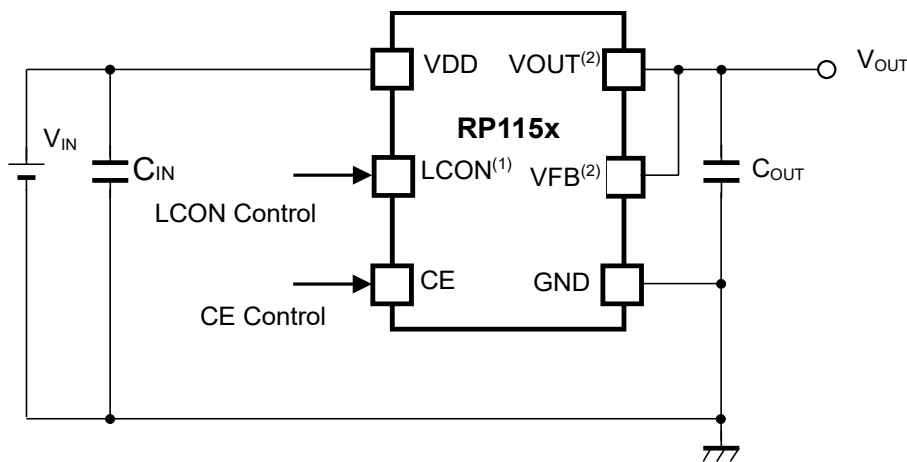 VDD
VOUT(2)
VOUT
RP115x
VIN
CIN
LCON(1)
VFB(2)
COUT
LCON Control
CE
GND
CE Control